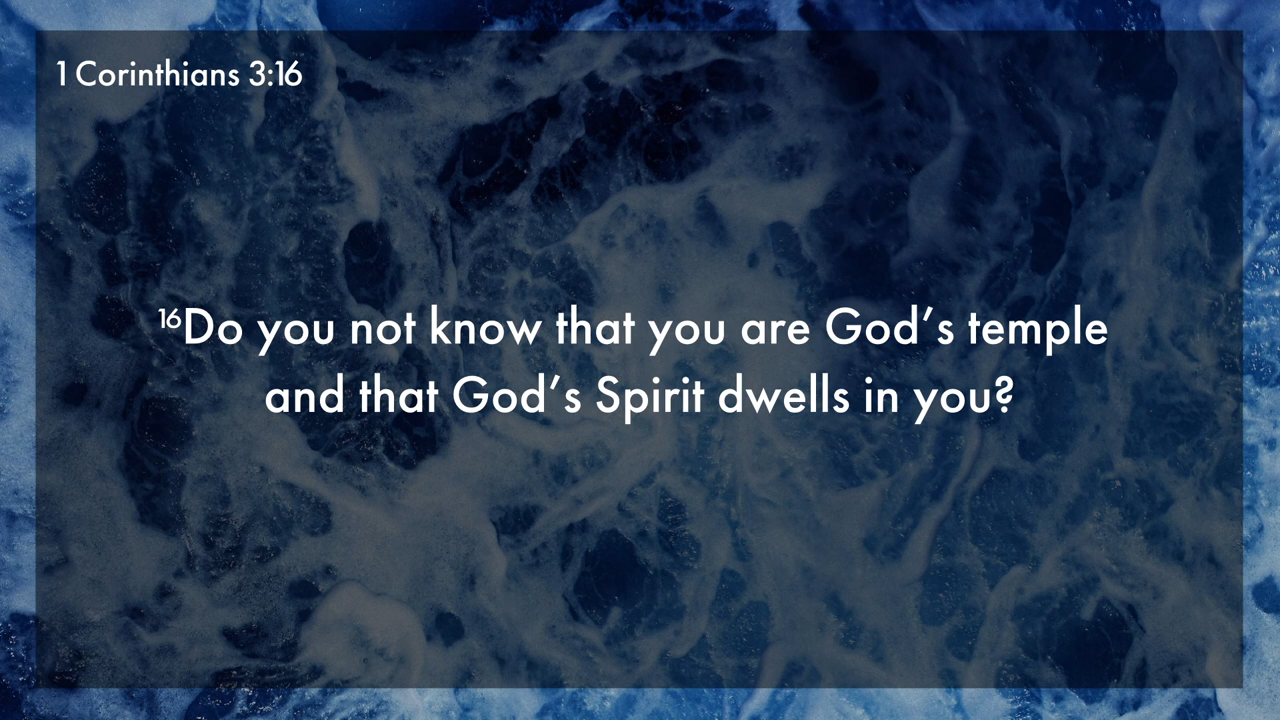 1 Corinthians 3:16
16Do you not know that you are God’s temple
and that God’s Spirit dwells in you?